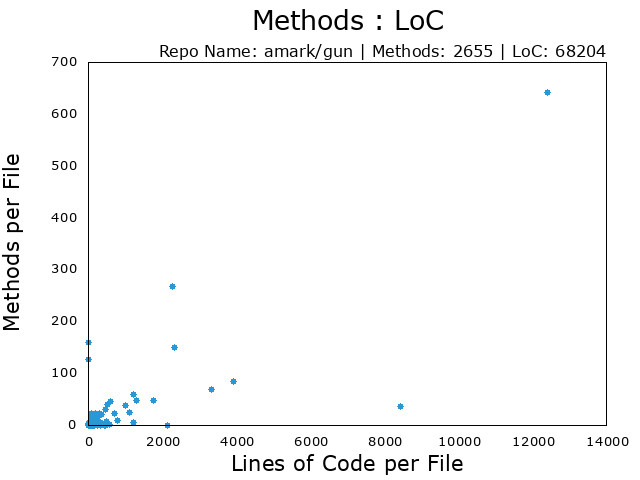 Methods : LoC
Repo Name: amark/gun | Methods: 2655 | LoC: 68204
700
600
500
400
300
200
100
0
Methods per File
0 2000 4000 6000 8000 10000 12000 14000
Lines of Code per File